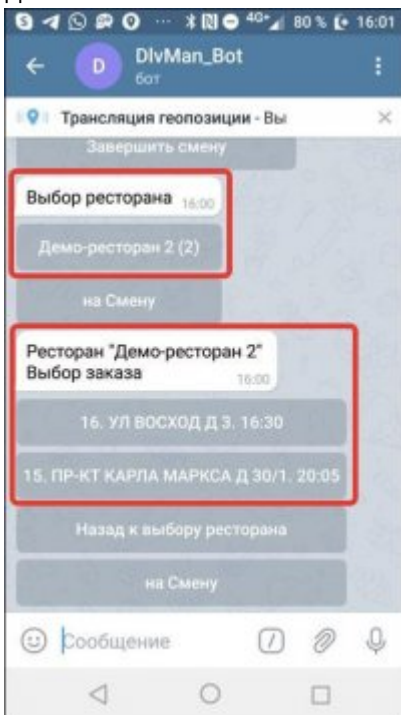 4G+ 80 % 16:01
D DlvMan_Bot
бот
Трансляция геопозиции - Вы
Завершить смену
Выбор ресторана 16:00
Демо-ресторан 2 (2)
на Смену
Ресторан "Демо-ресторан 2"
Выбор заказа 16:00
16. УЛ ВОСХОД Д 3. 16:30
15. ПР-КТ КАРЛА МАРКСА Д 30/1. 20:05
Назад к выбору ресторана
на Смену
Сообщение